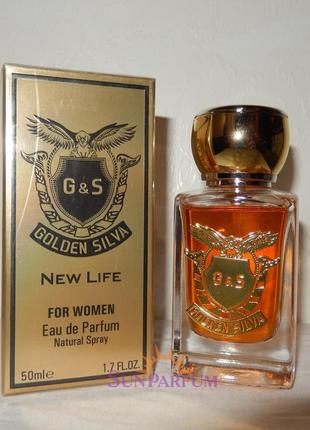 G&S
GOLDEN SILVA
NEW LIFE
FOR WOMEN
Eau de Parfum
Natural Spray
50ml e 1.7 FL.OZ.
G&S
GOLDEN SILVA
SUNPARFUM